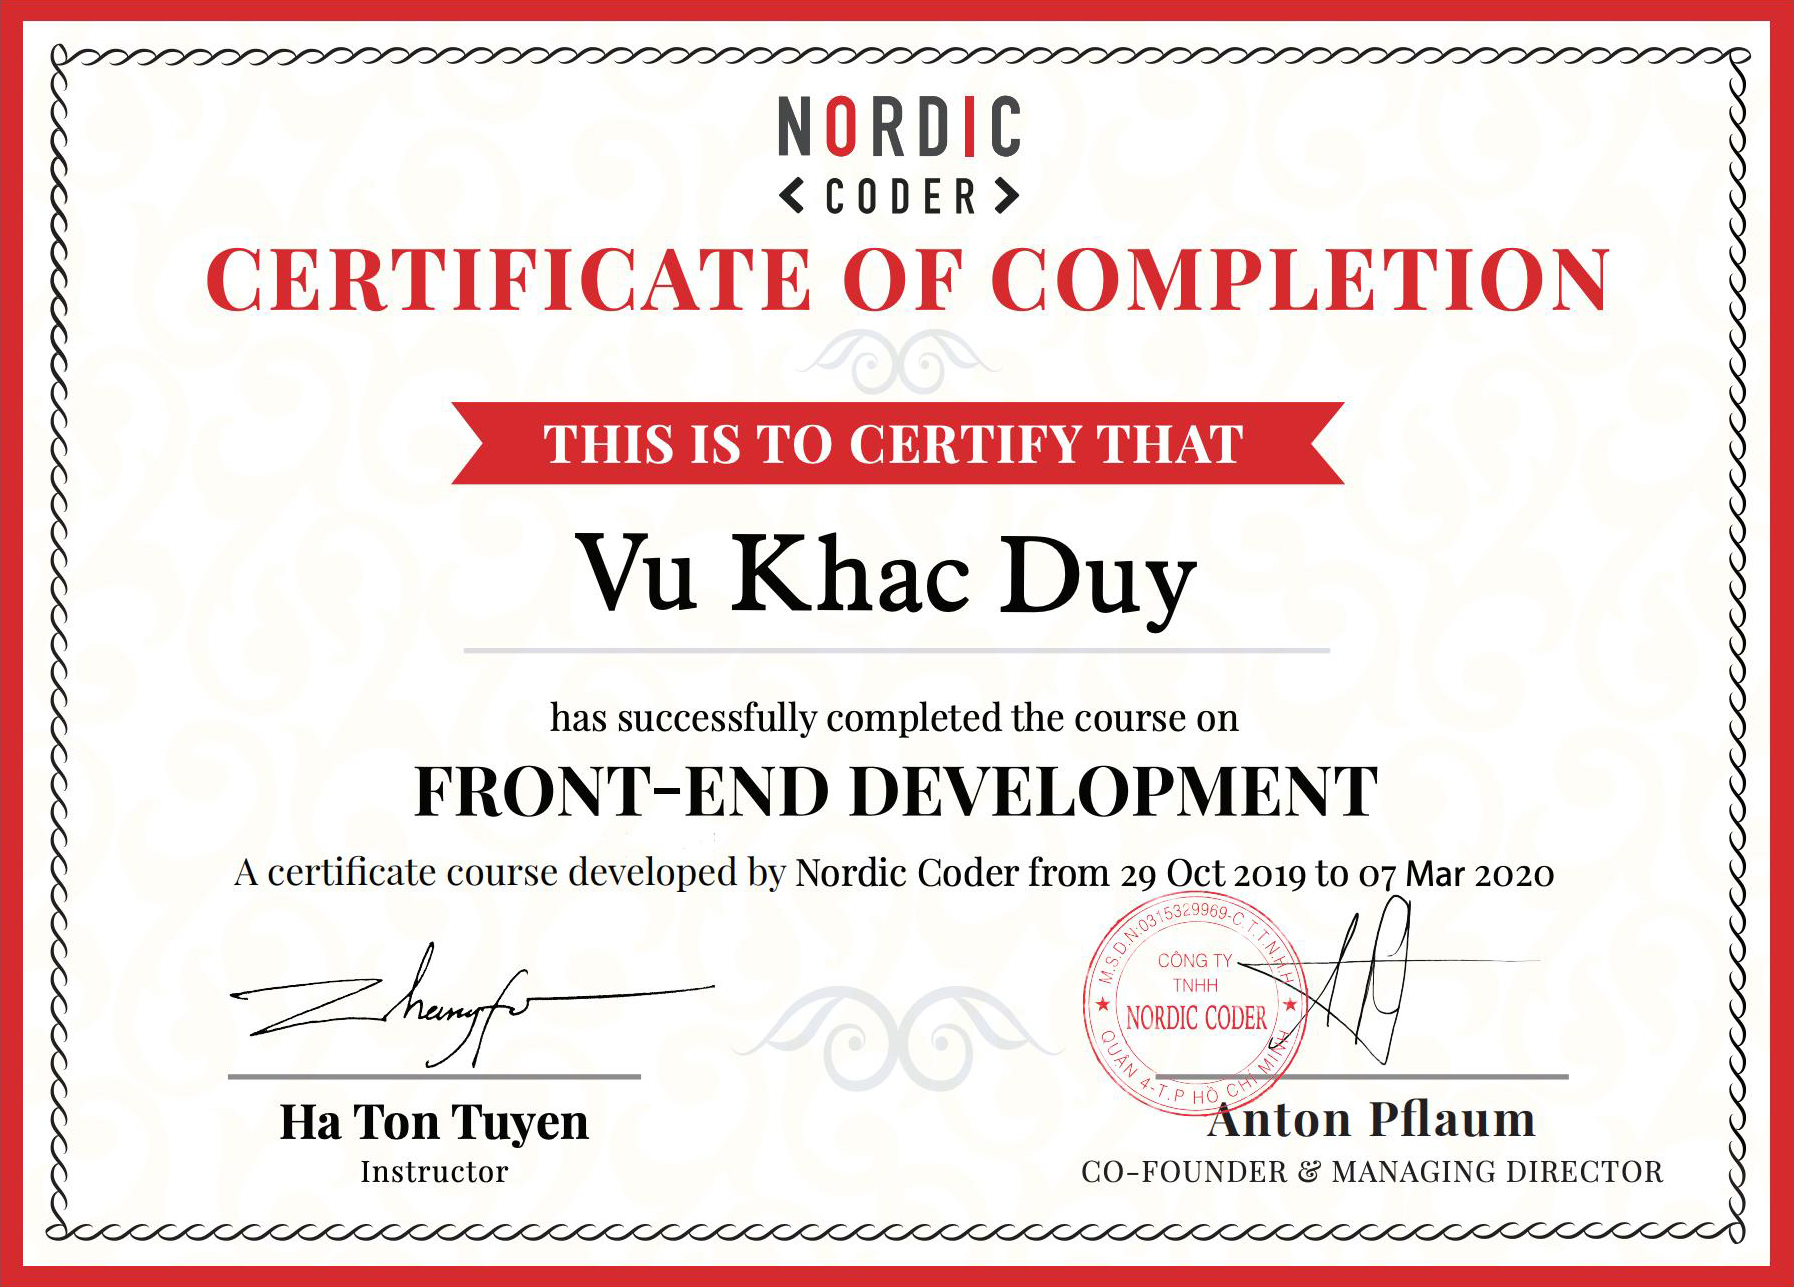 NORDIC
<CODER>
CERTIFICATE OF COMPLETION
THIS IS TO CERTIFY THAT
Vu Khac Duy
has successfully completed the course on
FRONT-END DEVELOPMENT
A certificate course developed by Nordic Coder from 29 Oct 2019 to 07 Mar 2020
M.S.D.N:0315329969-C.T.T.N.H.H
CÔNG TY
TNHH
NORDIC CODER
QUẬN 4-T.P HỒ CHÍ MINH
Ha Ton Tuyen
Instructor
Anton Pflaum
CO-FOUNDER & MANAGING DIRECTOR